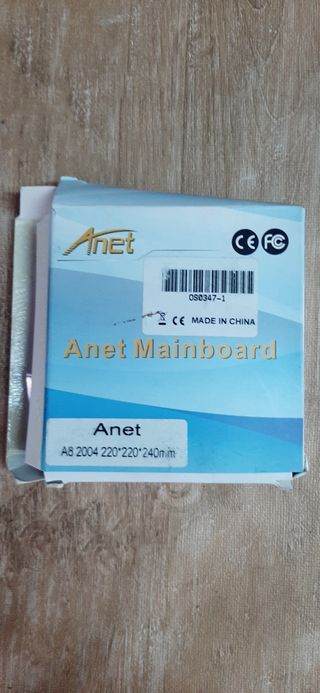 Anet
CE FC
OS0347-1
CE MADE IN CHINA
Anet Mainboard
Anet
A8 2004 220*220*240mm